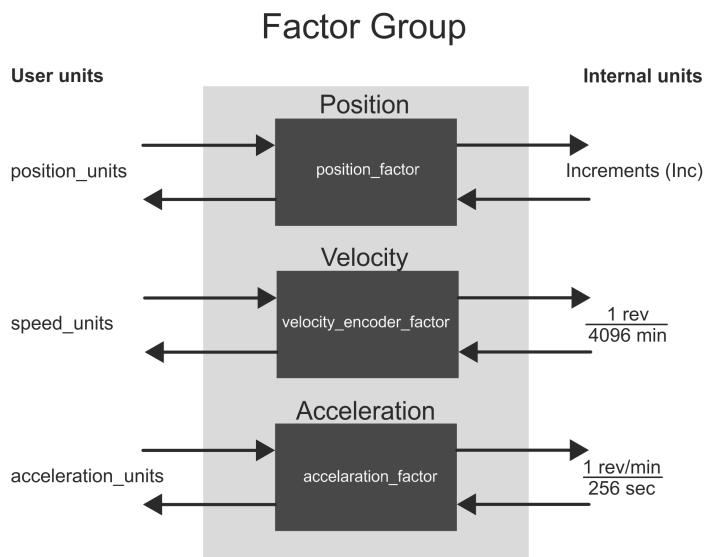 Factor Group
User units
Internal units
Position
position_units
position_factor
Increments (Inc)
Velocity
speed_units
velocity_encoder_factor
1 rev
4096 min
Acceleration
acceleration_units
accelaration_factor
1 rev/min
256 sec